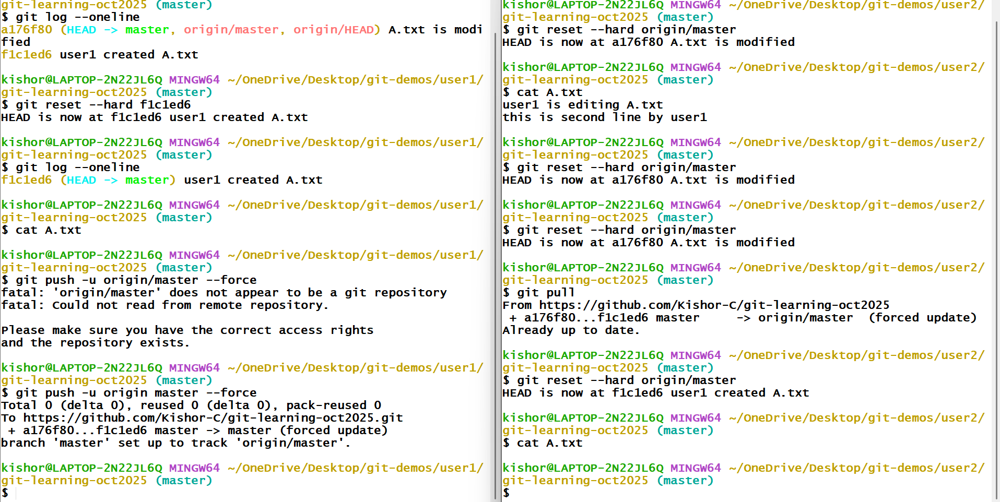 git-learning-oct2025 (master)
$ git log --oneline
a176f80 (HEAD -> master, origin/master, origin/HEAD) A.txt is modi
fied
f1c1ed6 user1 created A.txt

kishor@LAPTOP-2N22JL6Q MINGW64 ~/OneDrive/Desktop/git-demos/user1/
git-learning-oct2025 (master)
$ git reset --hard f1c1ed6
HEAD is now at f1c1ed6 user1 created A.txt

kishor@LAPTOP-2N22JL6Q MINGW64 ~/OneDrive/Desktop/git-demos/user1/
git-learning-oct2025 (master)
$ git log --oneline
f1c1ed6 (HEAD -> master) user1 created A.txt

kishor@LAPTOP-2N22JL6Q MINGW64 ~/OneDrive/Desktop/git-demos/user1/
git-learning-oct2025 (master)
$ cat A.txt

kishor@LAPTOP-2N22JL6Q MINGW64 ~/OneDrive/Desktop/git-demos/user1/
git-learning-oct2025 (master)
$ git push -u origin/master --force
fatal: 'origin/master' does not appear to be a git repository
fatal: Could not read from remote repository.

Please make sure you have the correct access rights
and the repository exists.

kishor@LAPTOP-2N22JL6Q MINGW64 ~/OneDrive/Desktop/git-demos/user1/
git-learning-oct2025 (master)
$ git push -u origin master --force
Total 0 (delta 0), reused 0 (delta 0), pack-reused 0
To https://github.com/Kishor-C/git-learning-oct2025.git
 + a176f80...f1c1ed6 master -> master (forced update)
branch 'master' set up to track 'origin/master'.

kishor@LAPTOP-2N22JL6Q MINGW64 ~/OneDrive/Desktop/git-demos/user1/
git-learning-oct2025 (master)
$

kishor@LAPTOP-2N22JL6Q MINGW64 ~/OneDrive/Desktop/git-demos/user2/
git-learning-oct2025 (master)
$ git reset --hard origin/master
HEAD is now at a176f80 A.txt is modified

kishor@LAPTOP-2N22JL6Q MINGW64 ~/OneDrive/Desktop/git-demos/user2/
git-learning-oct2025 (master)
$ cat A.txt
user1 is editing A.txt
this is second line by user1

kishor@LAPTOP-2N22JL6Q MINGW64 ~/OneDrive/Desktop/git-demos/user2/
git-learning-oct2025 (master)
$ git reset --hard origin/master
HEAD is now at a176f80 A.txt is modified

kishor@LAPTOP-2N22JL6Q MINGW64 ~/OneDrive/Desktop/git-demos/user2/
git-learning-oct2025 (master)
$ git reset --hard origin/master
HEAD is now at a176f80 A.txt is modified

kishor@LAPTOP-2N22JL6Q MINGW64 ~/OneDrive/Desktop/git-demos/user2/
git-learning-oct2025 (master)
$ git pull
From https://github.com/Kishor-C/git-learning-oct2025
 + a176f80...f1c1ed6 master     -> origin/master  (forced update)
Already up to date.

kishor@LAPTOP-2N22JL6Q MINGW64 ~/OneDrive/Desktop/git-demos/user2/
git-learning-oct2025 (master)
$ git reset --hard origin/master
HEAD is now at f1c1ed6 user1 created A.txt

kishor@LAPTOP-2N22JL6Q MINGW64 ~/OneDrive/Desktop/git-demos/user2/
git-learning-oct2025 (master)
$ cat A.txt

kishor@LAPTOP-2N22JL6Q MINGW64 ~/OneDrive/Desktop/git-demos/user2/
git-learning-oct2025 (master)
$